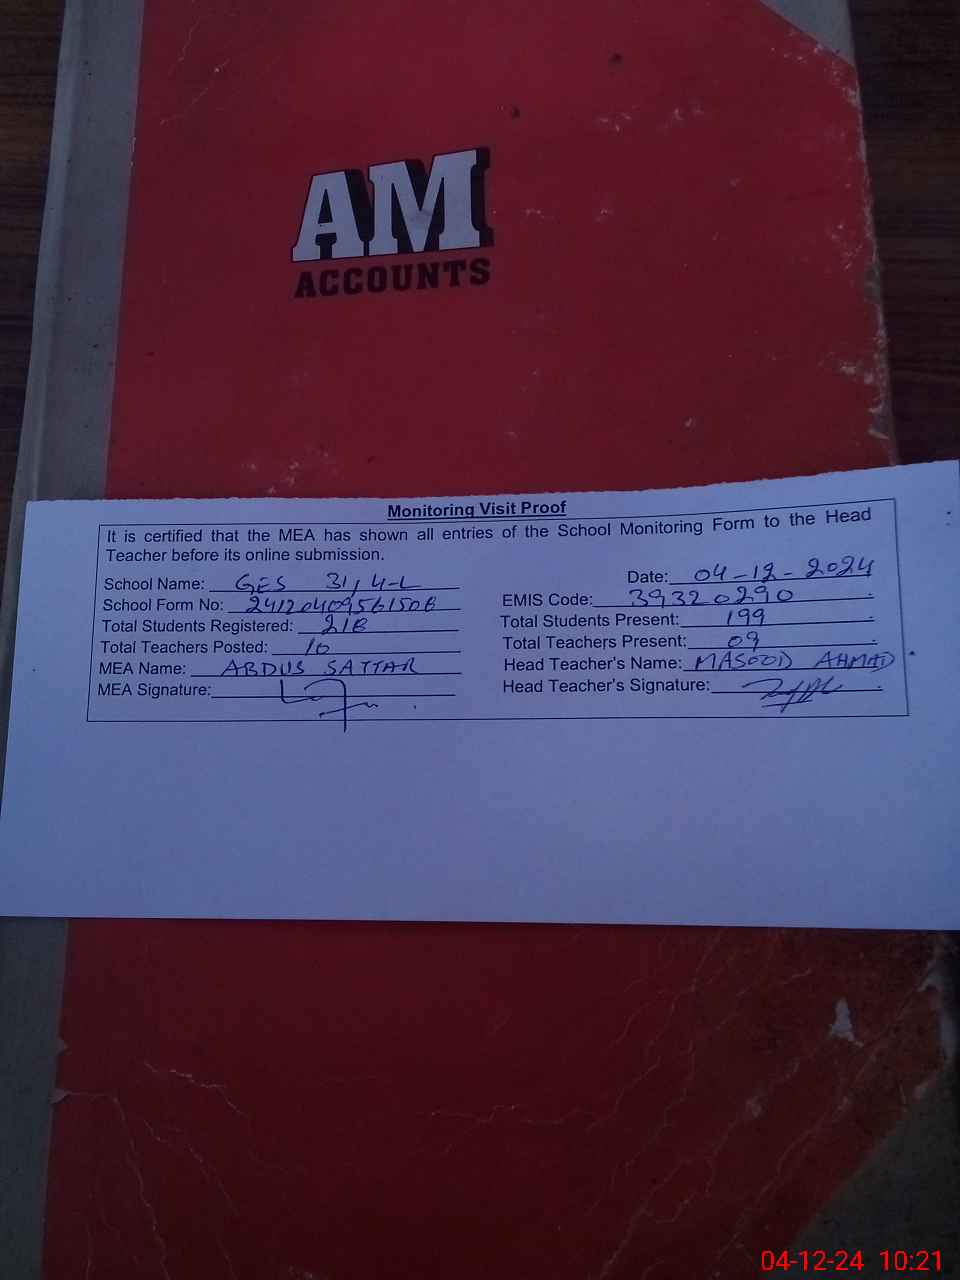 AM
ACCOUNTS
Monitoring Visit Proof
It is certified that the MEA has shown all entries of the School Monitoring Form to the Head
Teacher before its online submission.
School Name: GES 31/4-L
Date: 04-12-2024
School Form No:
EMIS Code: 39320290
Total Students Registered: 218
Total Students Present: 199
Total Teachers Posted: 10
Total Teachers Present: 09
MEA Name: ABDUS SATTAR
Head Teacher's Name: MASOOD AHMAD
MEA Signature:
Head Teacher's Signature:
04-12-24 10:21